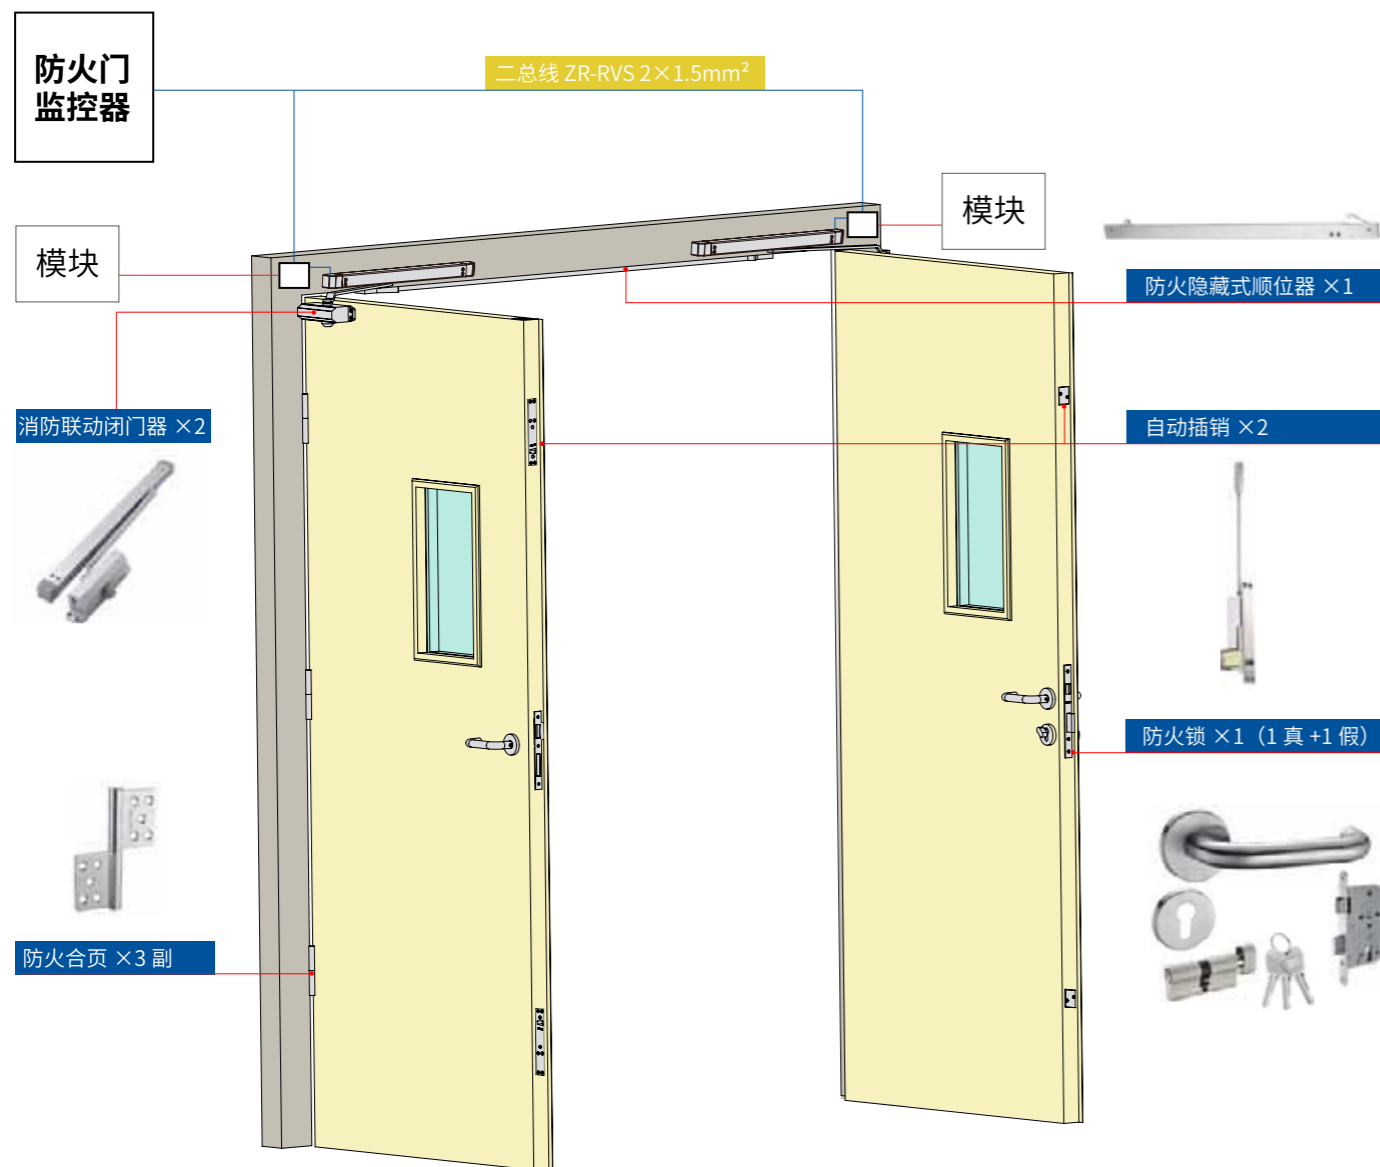 防火门
监控器
二总线 ZR-RVS 2×1.5mm²
模块
模块
防火隐藏式顺位器 ×1
消防联动闭门器 ×2
自动插销 ×2
防火锁 ×1（1 真 +1 假）
防火合页 ×3 副